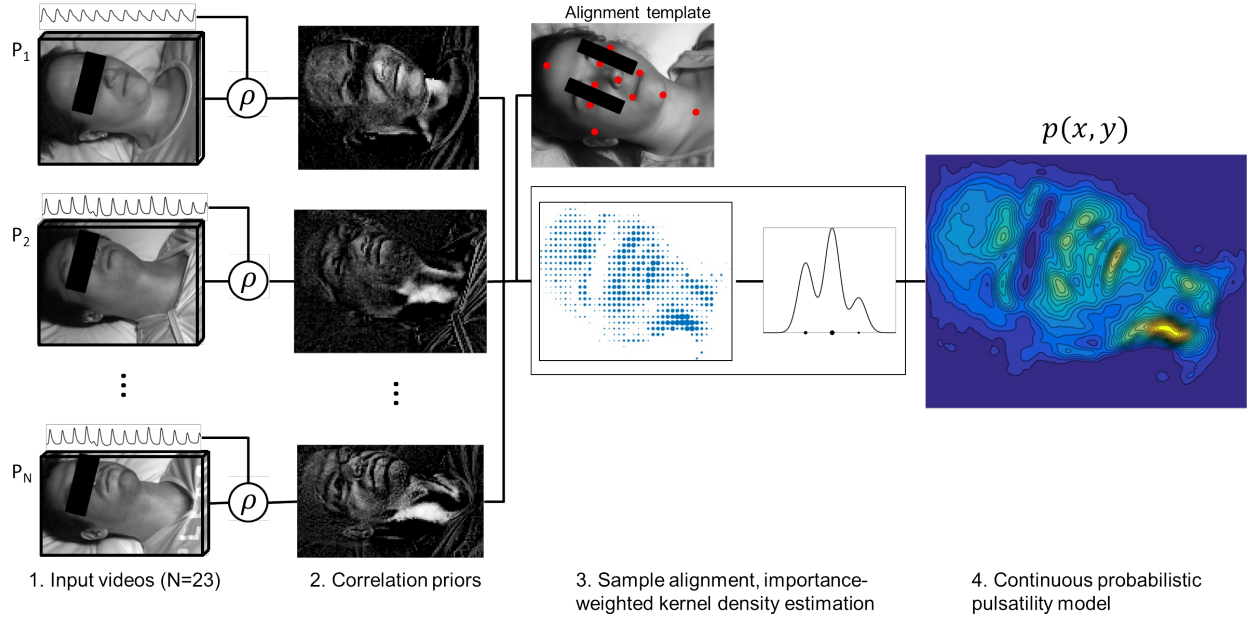 Alignment template
P1
ρ
p(x, y)
P2
ρ
PN
ρ
1. Input videos (N=23)
2. Correlation priors
3. Sample alignment, importance-
weighted kernel density estimation
4. Continuous probabilistic
pulsatility model